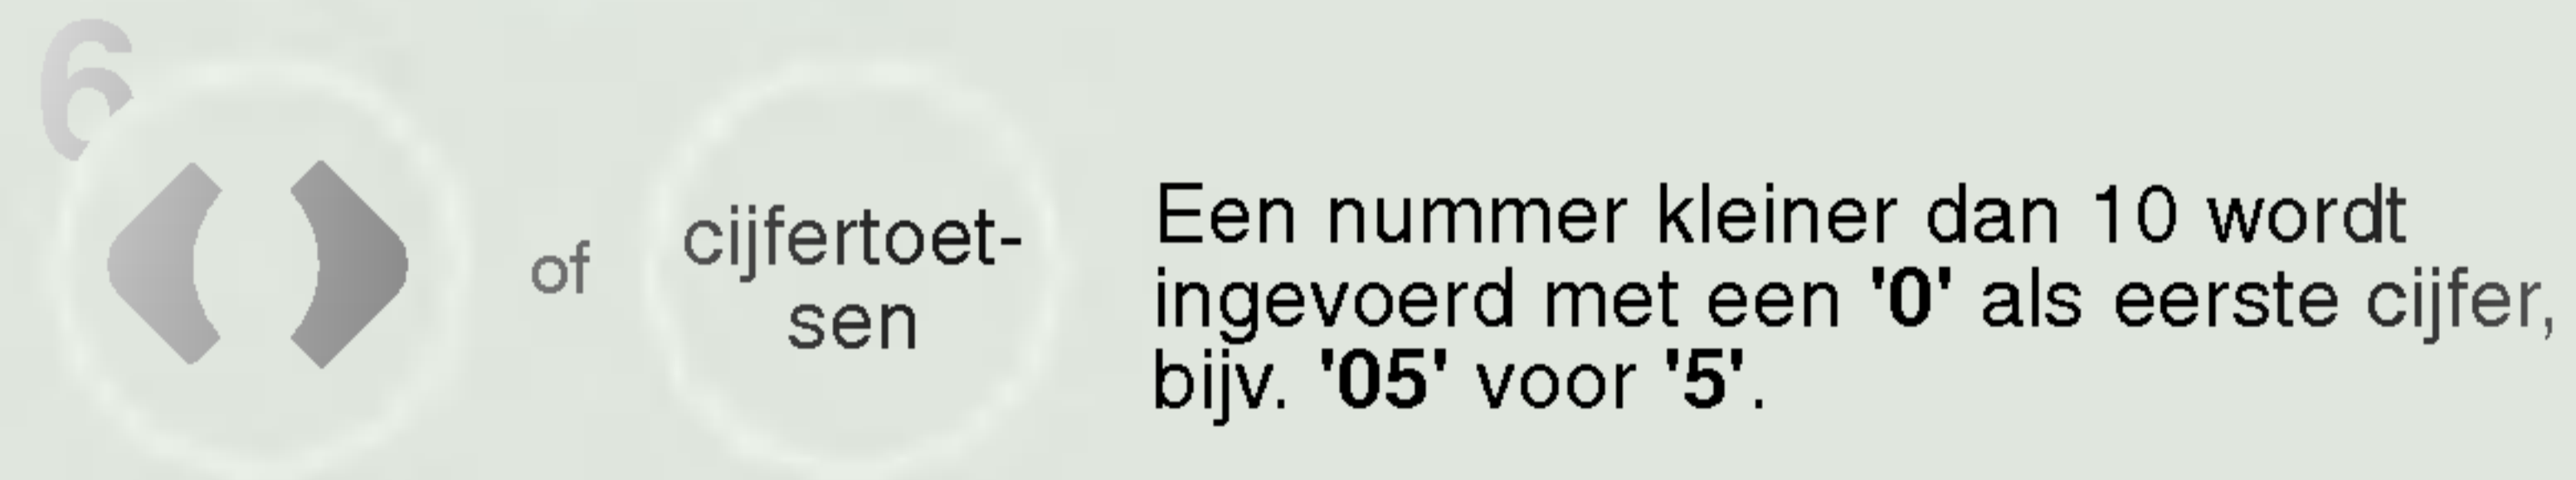 6
of
cijfertoet-
sen
Een nummer kleiner dan 10 wordt
ingevoerd met een '0' als eerste cijfer,
bijv. '05' voor '5'.